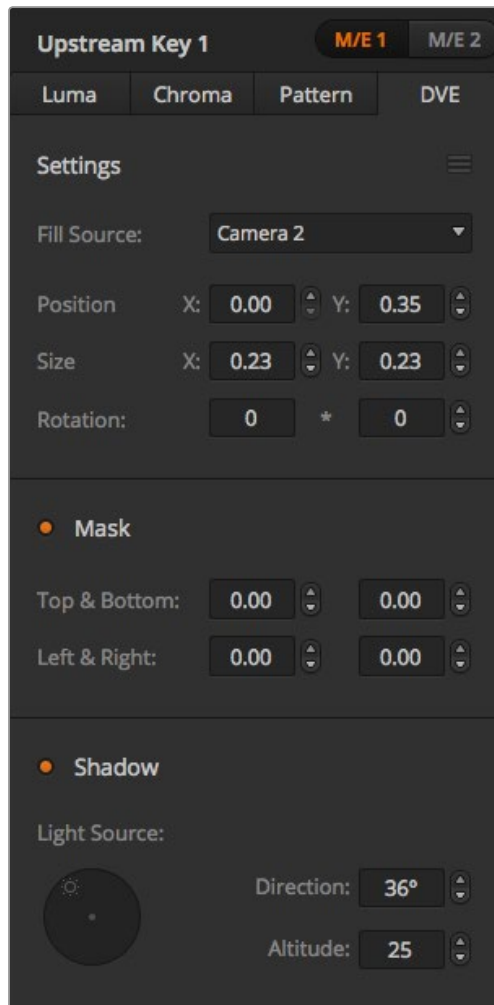 Upstream Key 1 M/E 1 M/E 2
Luma Chroma Pattern DVE
Settings
Fill Source: Camera 2
Position X: 0.00 Y: 0.35
Size X: 0.23 Y: 0.23
Rotation: 0 * 0
Mask
Top & Bottom: 0.00 0.00
Left & Right: 0.00 0.00
Shadow
Light Source:
Direction: 36º
Altitude: 25